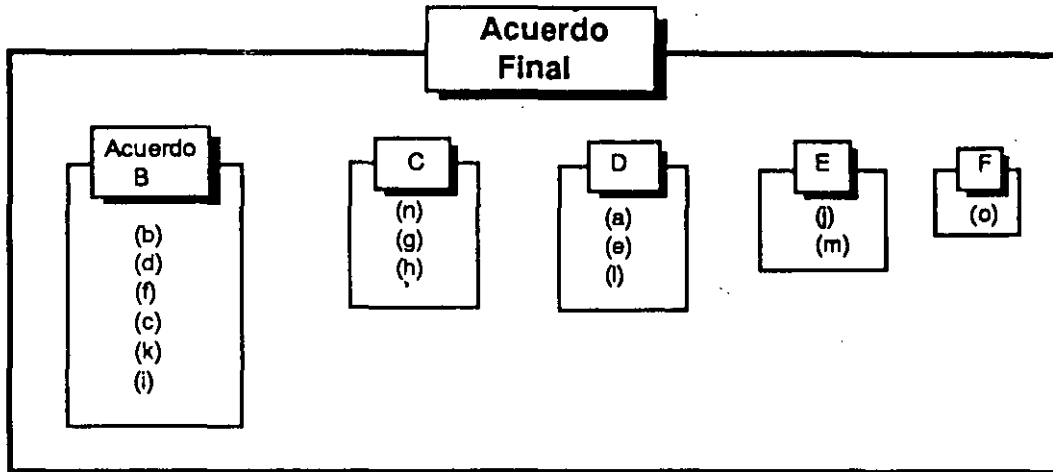 Acuerdo
Final
Acuerdo
B
(b)
(d)
(f)
(c)
(k)
(i)
C
(n)
(g)
(h)
D
(a)
(e)
(l)
E
(j)
(m)
F
(o)